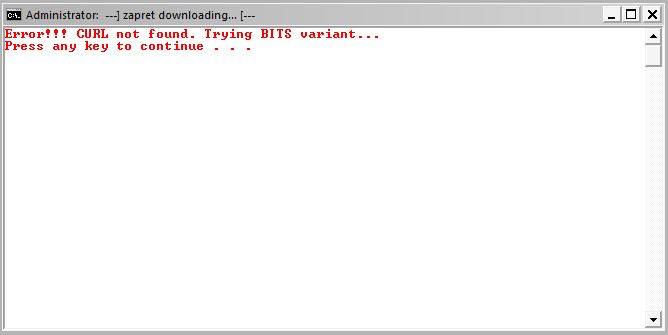 Administrator:  ---] zapret downloading... [---
Error!!! CURL not found. Trying BITS variant...
Press any key to continue . . .